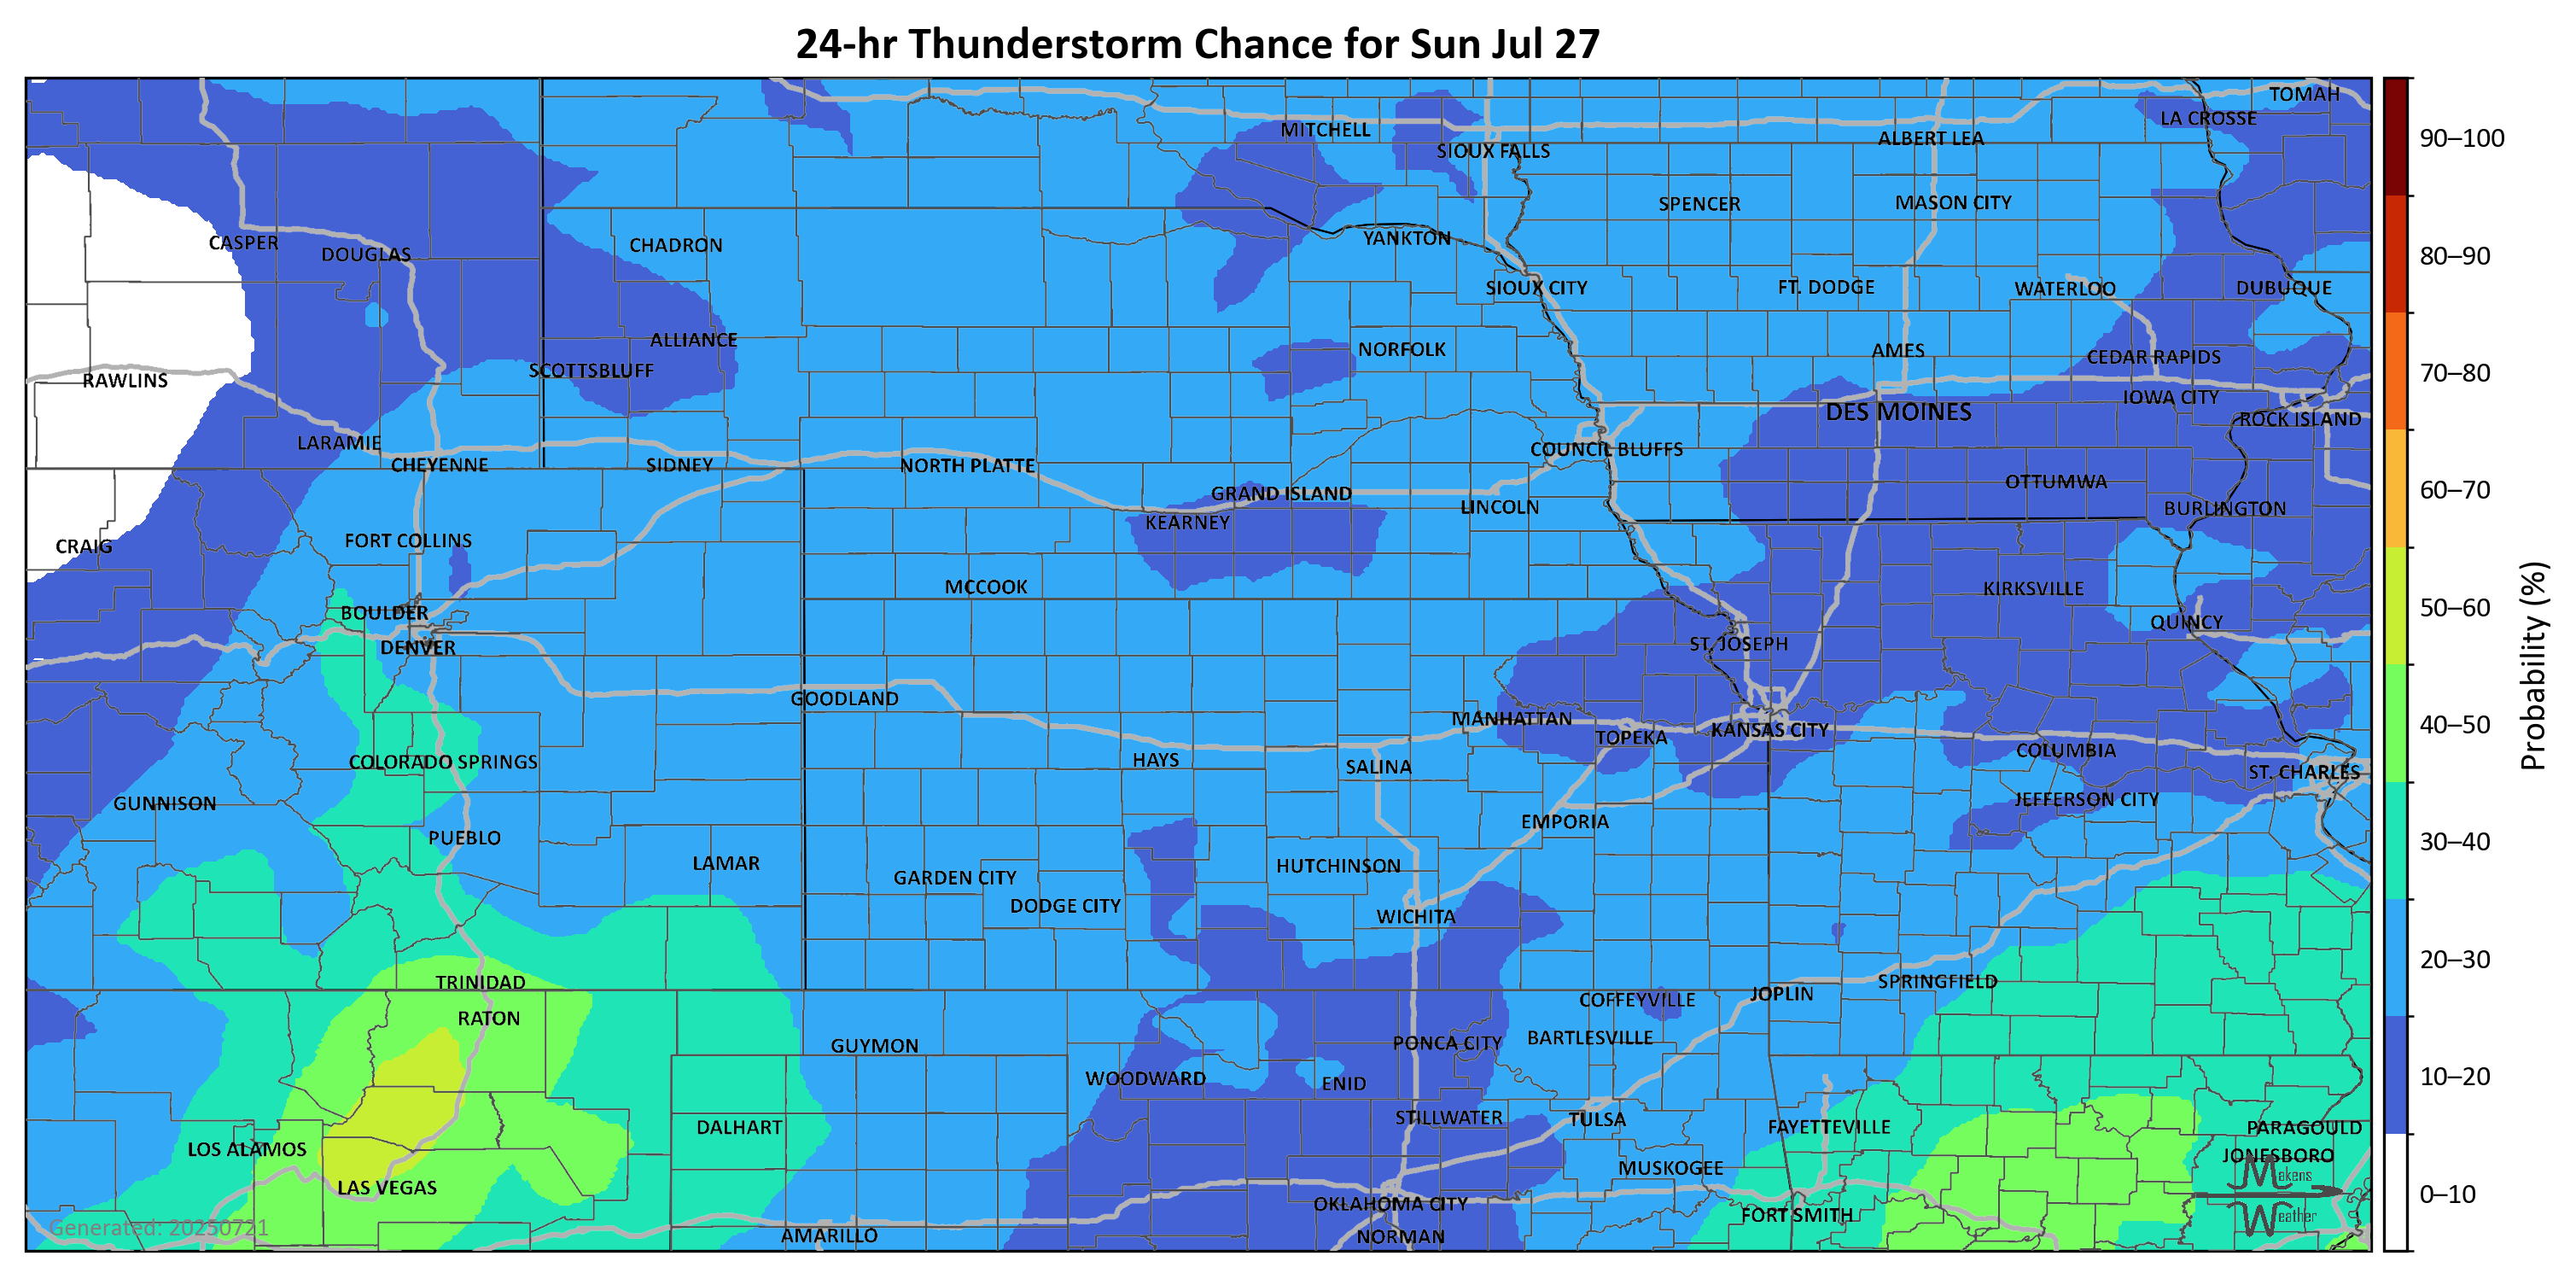 24-hr Thunderstorm Chance for Sun Jul 27
TOMAH
LA CROSSE
MITCHELL
ALBERT LEA
SIOUX FALLS
SPENCER
MASON CITY
CASPER
DOUGLAS
CHADRON
YANKTON
SIOUX CITY
FT. DODGE
WATERLOO
DUBUQUE
ALLIANCE
NORFOLK
AMES
CEDAR RAPIDS
RAWLINS
SCOTTSBLUFF
IOWA CITY
DES MOINES
ROCK ISLAND
LARAMIE
COUNCIL BLUFFS
CHEYENNE
SIDNEY
NORTH PLATTE
OTTUMWA
GRAND ISLAND
LINCOLN
BURLINGTON
KEARNEY
CRAIG
FORT COLLINS
MCCOOK
KIRKSVILLE
BOULDER
QUINCY
DENVER
ST. JOSEPH
GOODLAND
MANHATTAN
TOPEKA
KANSAS CITY
COLUMBIA
COLORADO SPRINGS
HAYS
SALINA
ST. CHARLES
GUNNISON
JEFFERSON CITY
EMPORIA
PUEBLO
LAMAR
HUTCHINSON
GARDEN CITY
DODGE CITY
WICHITA
TRINIDAD
SPRINGFIELD
JOPLIN
COFFEYVILLE
RATON
BARTLESVILLE
GUYMON
PONCA CITY
WOODWARD
ENID
STILLWATER
TULSA
DALHART
FAYETTEVILLE
PARAGOULD
LOS ALAMOS
JONESBORO
MUSKOGEE
LAS VEGAS
OKLAHOMA CITY
FORT SMITH
AMARILLO
NORMAN
Generated: 20250721
Makens
Weather
90–100
80–90
70–80
60–70
50–60
40–50
30–40
20–30
10–20
0–10
Probability (%)